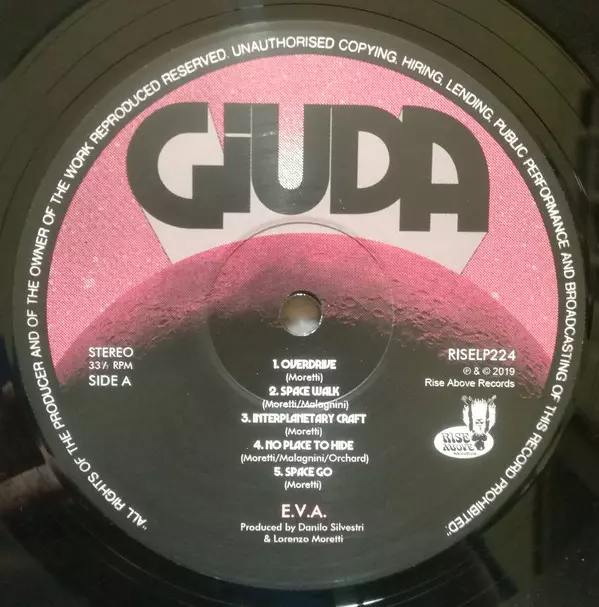 "ALL RIGHTS OF THE PRODUCER AND OF THE OWNER OF THE WORK REPRODUCED RESERVED. UNAUTHORISED COPYING, HIRING, LENDING, PUBLIC PERFORMANCE AND BROADCASTING OF THIS RECORD PROHIBITED."
GIUDA
STEREO
33⅓ RPM
SIDE A
RISELP224
℗ & © 2019
Rise Above Records
RISE ABOVE
1. OVERDRIVE
(Moretti)
2. SPACE WALK
(Moretti/Malagnini)
3. INTERPLANETARY CRAFT
(Moretti)
4. NO PLACE TO HIDE
(Moretti/Malagnini/Orchard)
5. SPACE GO
(Moretti)
E.V.A.
Produced by Danilo Silvestri
& Lorenzo Moretti